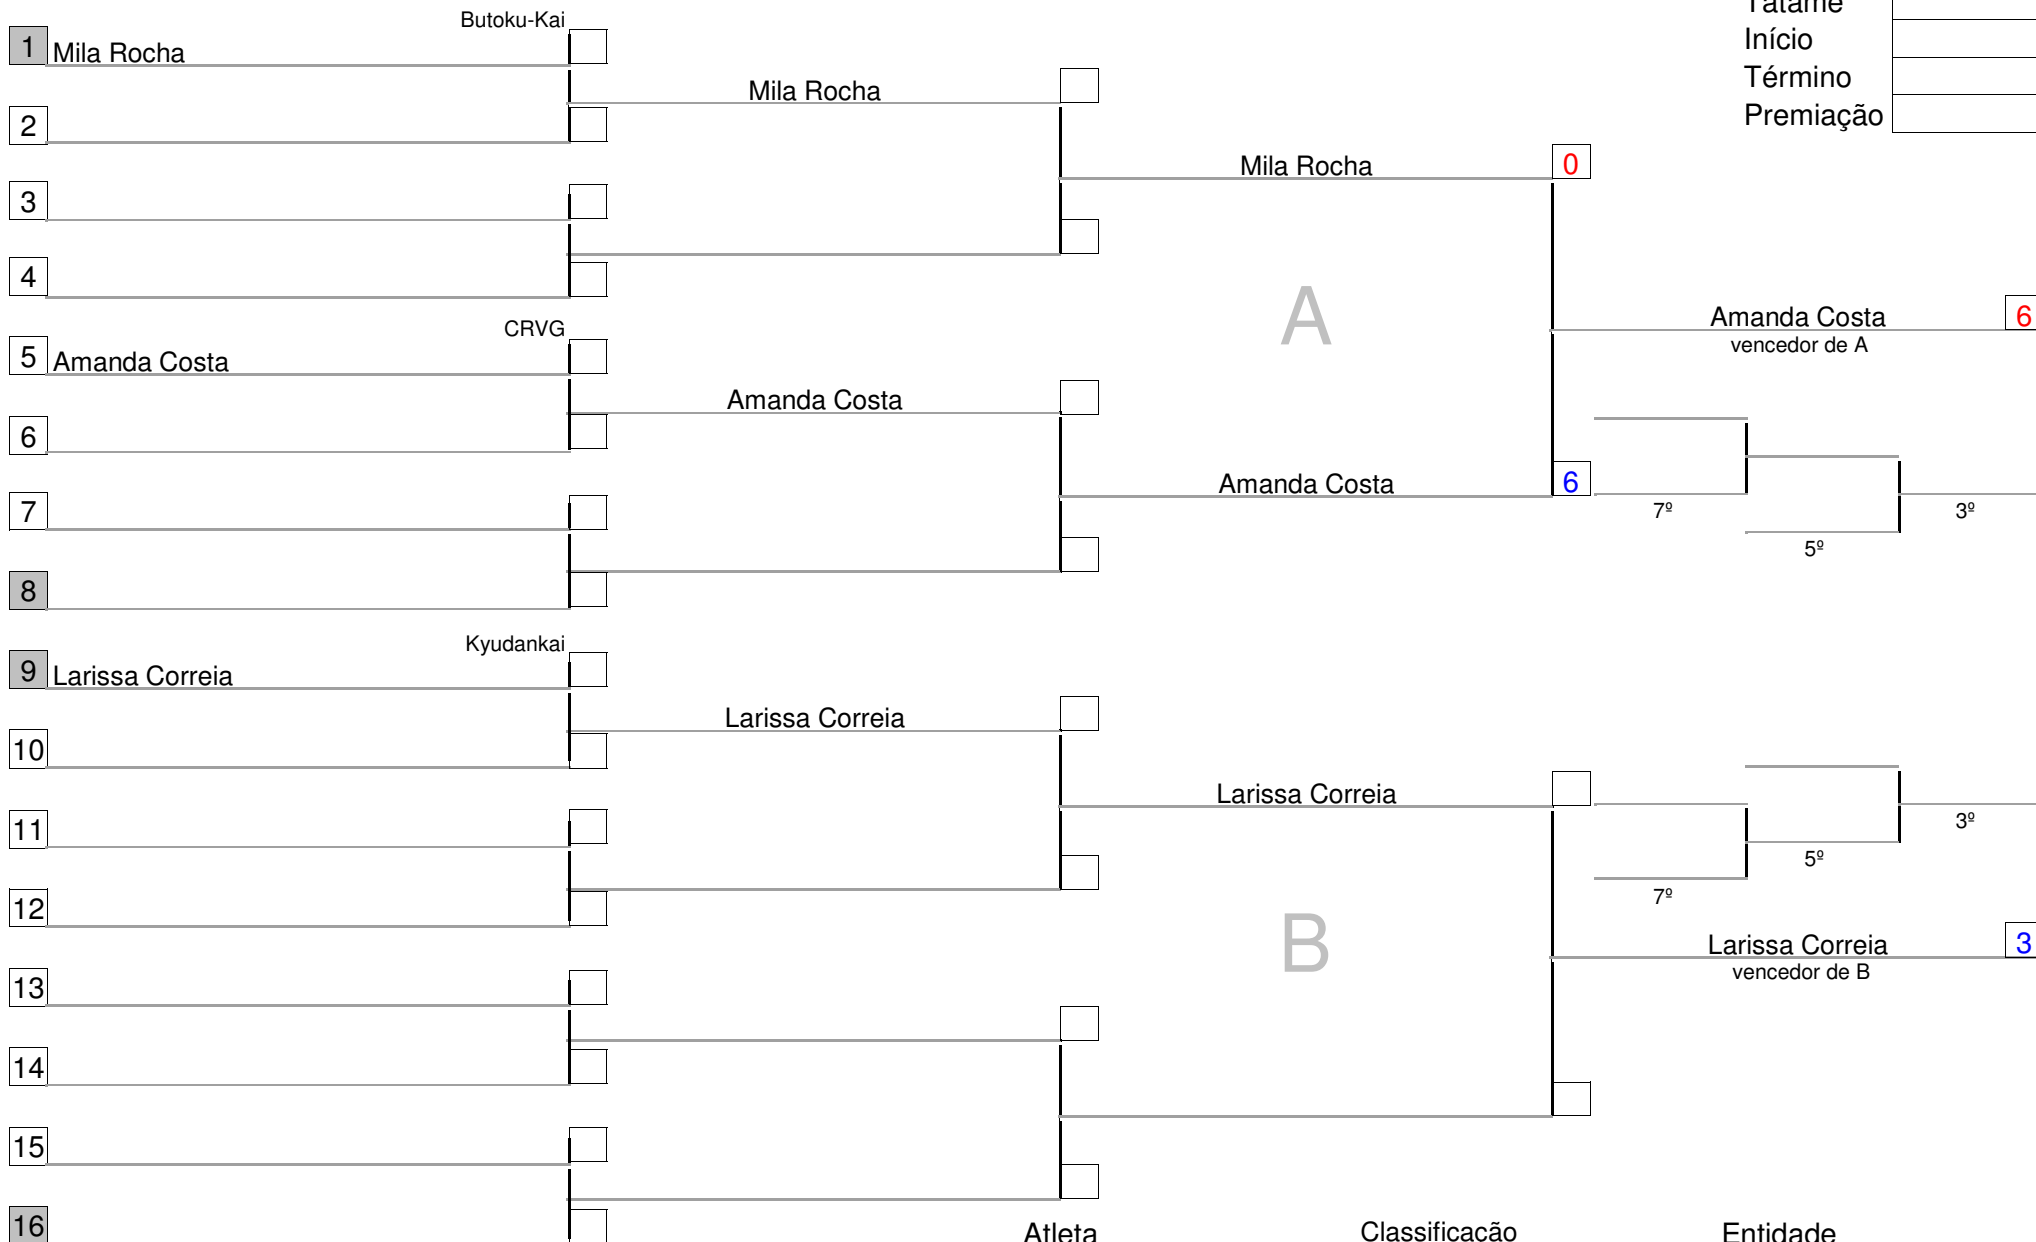 Butoku-Kai
1 Mila Rocha
2
3
4
CRVG
5 Amanda Costa
6
7
8
Kyudankai
9 Larissa Correia
10
11
12
13
14
15
16
Mila Rocha
Amanda Costa
Larissa Correia
Mila Rocha 0
A
Amanda Costa 6
Larissa Correia
B
Tatame
Início
Término
Premiação
Amanda Costa 6
vencedor de A
7º
5º
3º
3º
5º
7º
Larissa Correia 3
vencedor de B
Atleta Classificação Entidade